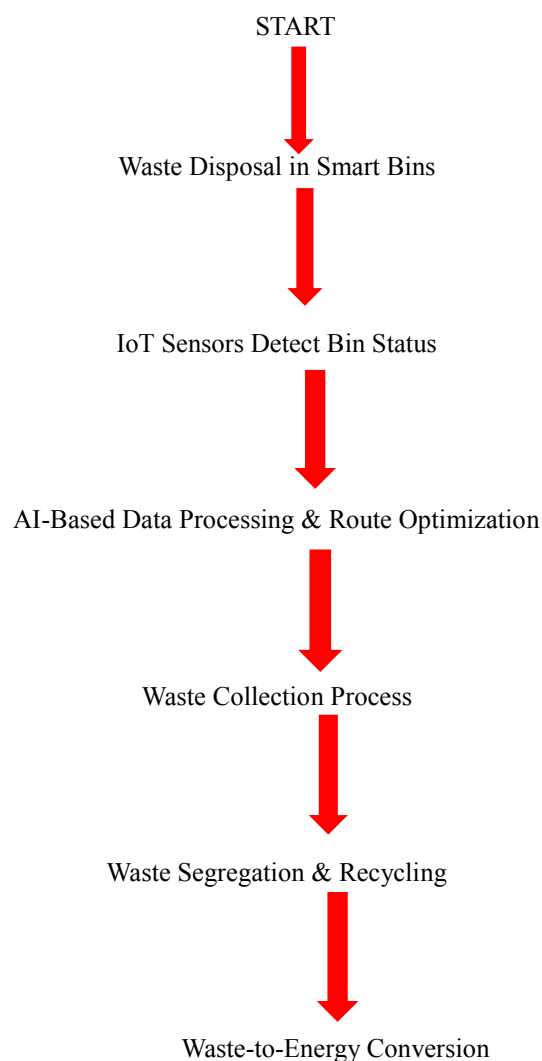 START
Waste Disposal in Smart Bins
IoT Sensors Detect Bin Status
AI-Based Data Processing & Route Optimization
Waste Collection Process
Waste Segregation & Recycling
Waste-to-Energy Conversion